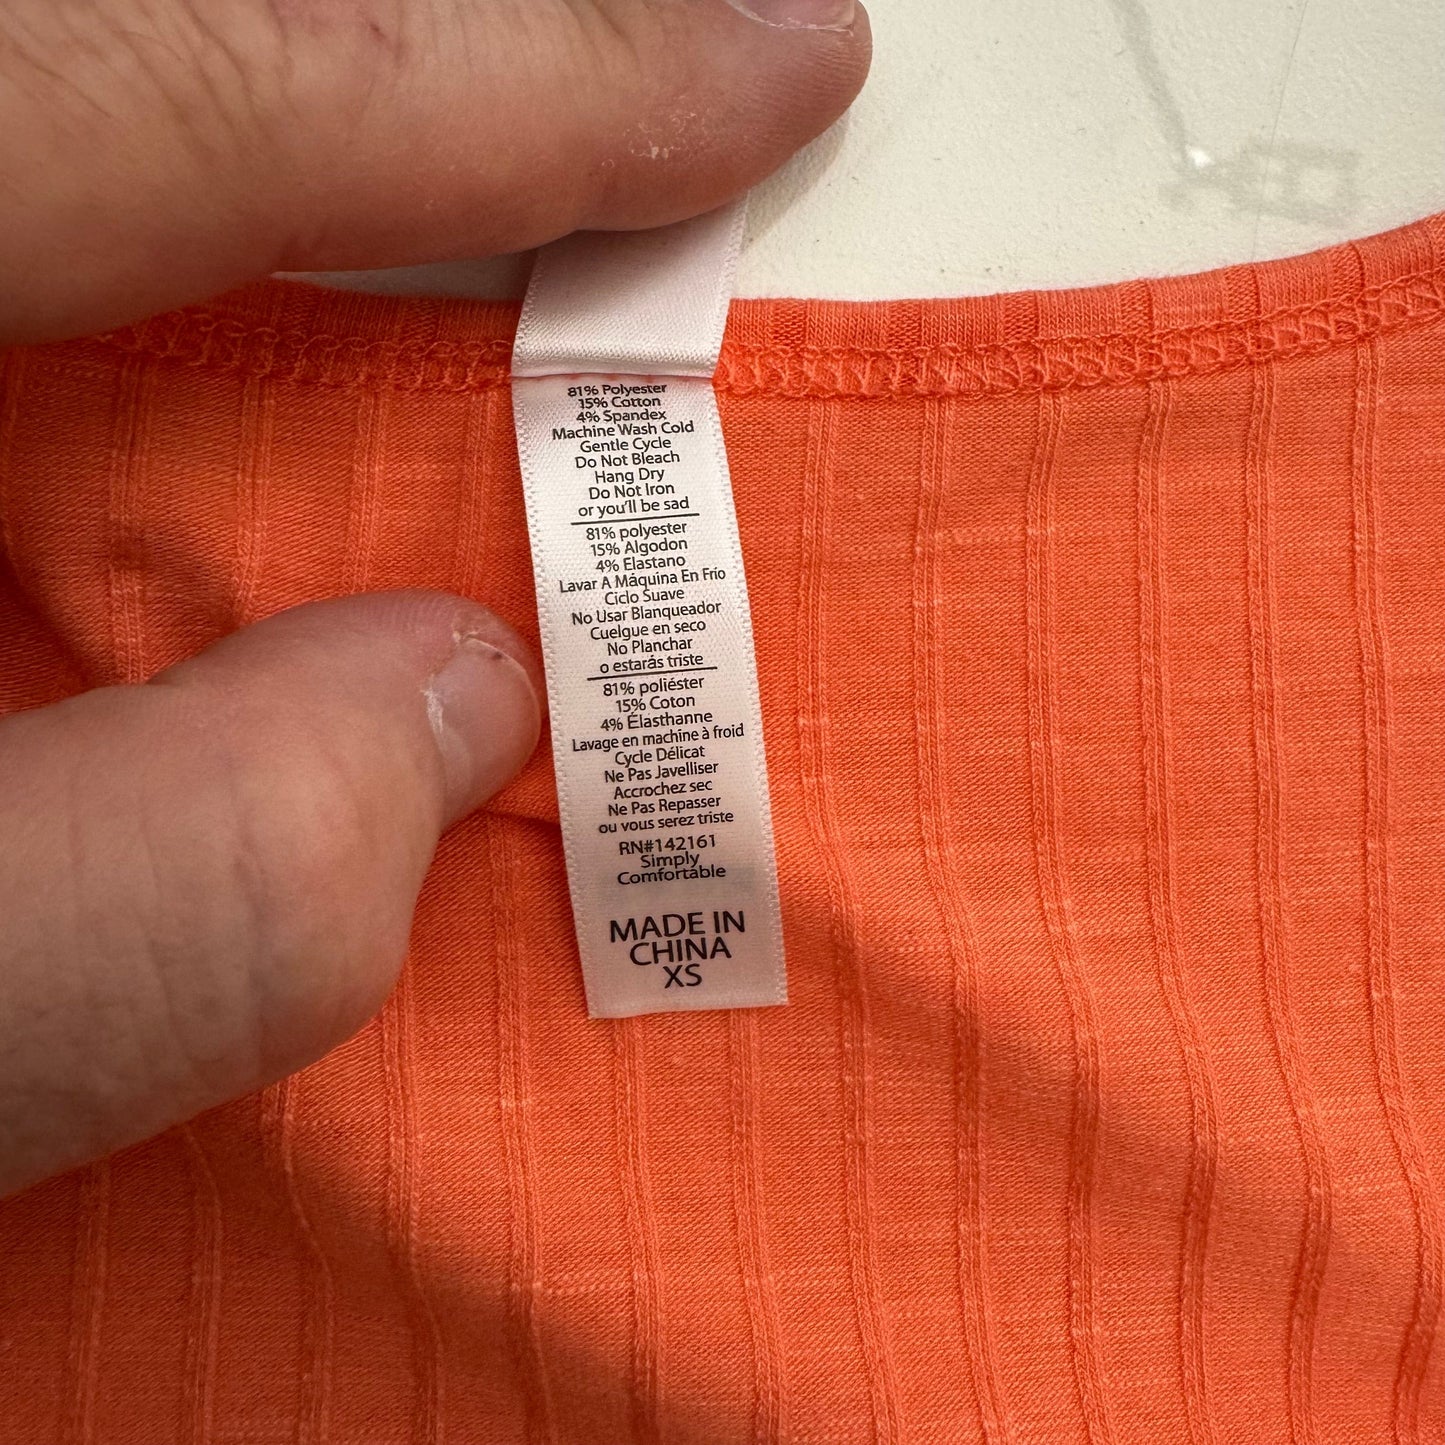 81% Polyester
15% Cotton
4% Spandex
Machine Wash Cold
Gentle Cycle
Do Not Bleach
Hang Dry
Do Not Iron
or you'll be sad
81% polyester
15% Algodon
4% Elastano
Lavar A Máquina En Frío
Ciclo Suave
No Usar Blanqueador
Cuelgue en seco
No Planchar
o estarás triste
81% poliéster
15% Coton
4% Élasthanne
Lavage en machine à froid
Cycle Délicat
Ne Pas Javelliser
Accrochez sec
Ne Pas Repasser
ou vous serez triste
RN#142161
Simply
Comfortable
MADE IN
CHINA
XS